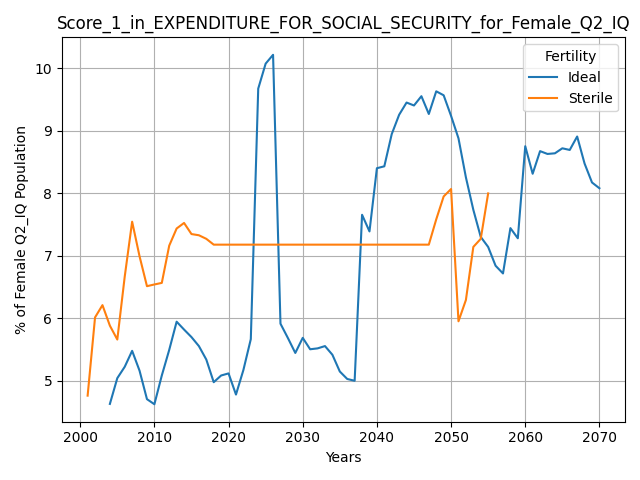 Score_1_in_EXPENDITURE_FOR_SOCIAL_SECURITY_for_Female_Q2_IQ
Fertility
Ideal
Sterile
% of Female Q2_IQ Population
10
9
8
7
6
5
2000 2010 2020 2030 2040 2050 2060 2070
Years